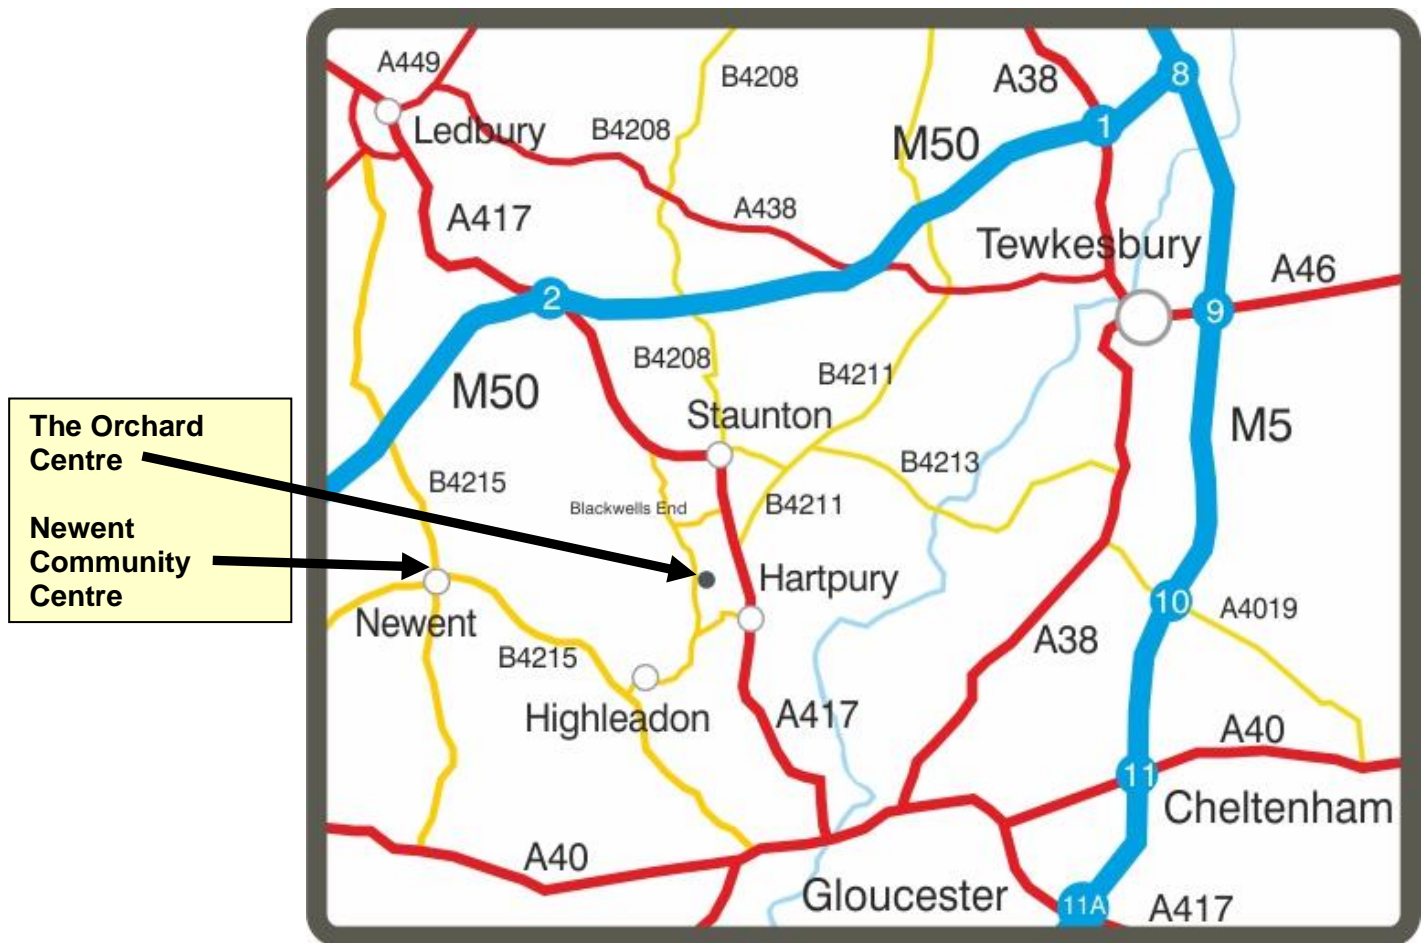 A449
B4208
A38
8
Ledbury
B4208
M50
1
A417
A438
Tewkesbury
A46
2
9
B4208
B4211
M50
Staunton
M5
The Orchard
Centre
B4213
B4215
Blackwells End
B4211
Newent
Community
Centre
Hartpury
10
A4019
Newent
A38
B4215
Highleadon
A417
A40
11
Cheltenham
A40
Gloucester
11A
A417